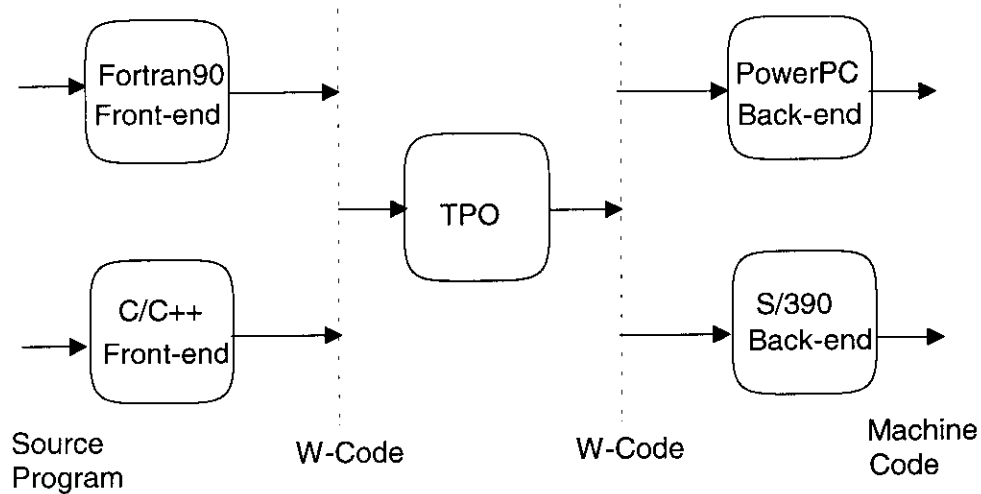 Fortran90
Front-end
PowerPC
Back-end
TPO
C/C++
Front-end
S/390
Back-end
Source
Program
W-Code
W-Code
Machine
Code